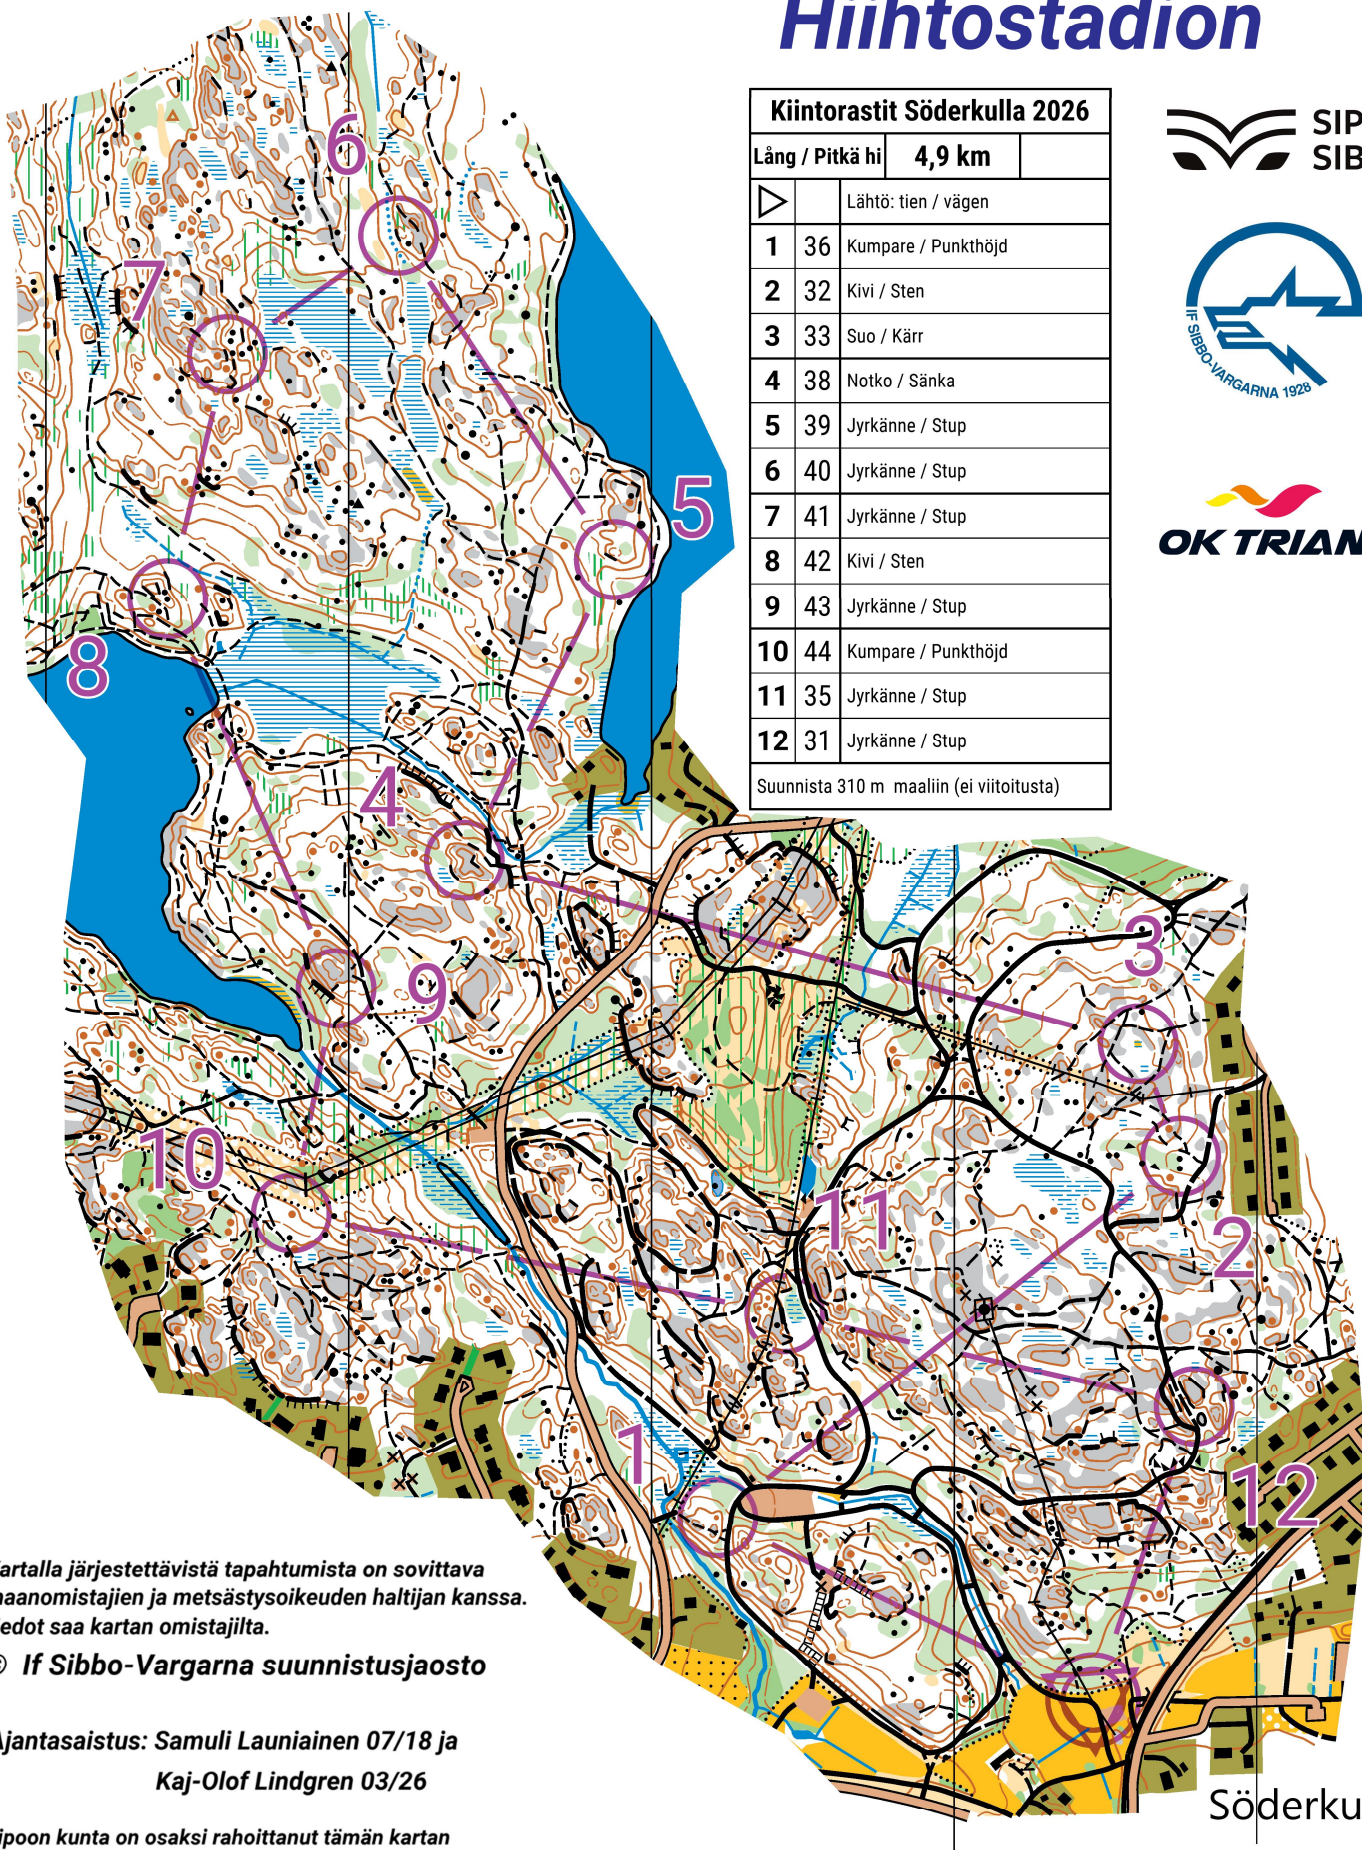 Hiihtostadion
Kiintorastit Söderkulla 2026
Lång / Pitkä hi 4,9 km
Lähtö: tien / vägen
1 36 Kumpare / Punkthöjd
2 32 Kivi / Sten
3 33 Suo / Kärr
4 38 Notko / Sänka
5 39 Jyrkänne / Stup
6 40 Jyrkänne / Stup
7 41 Jyrkänne / Stup
8 42 Kivi / Sten
9 43 Jyrkänne / Stup
10 44 Kumpare / Punkthöjd
11 35 Jyrkänne / Stup
12 31 Jyrkänne / Stup
Suunnista 310 m maaliin (ei viitoitusta)
SIP
SIB
IF SIBBO-VARGARNA 1928
OK TRIAN
6
7
5
8
4
3
9
10
11
2
1
12
artalla järjestettävistä tapahtumista on sovittava
aanomistajien ja metsästysoikeuden haltijan kanssa.
iedot saa kartan omistajilta.
© If Sibbo-Vargarna suunnistusjaosto
Ajantasaistus: Samuli Launiainen 07/18 ja
Kaj-Olof Lindgren 03/26
ipoon kunta on osaksi rahoittanut tämän kartan
Söderku